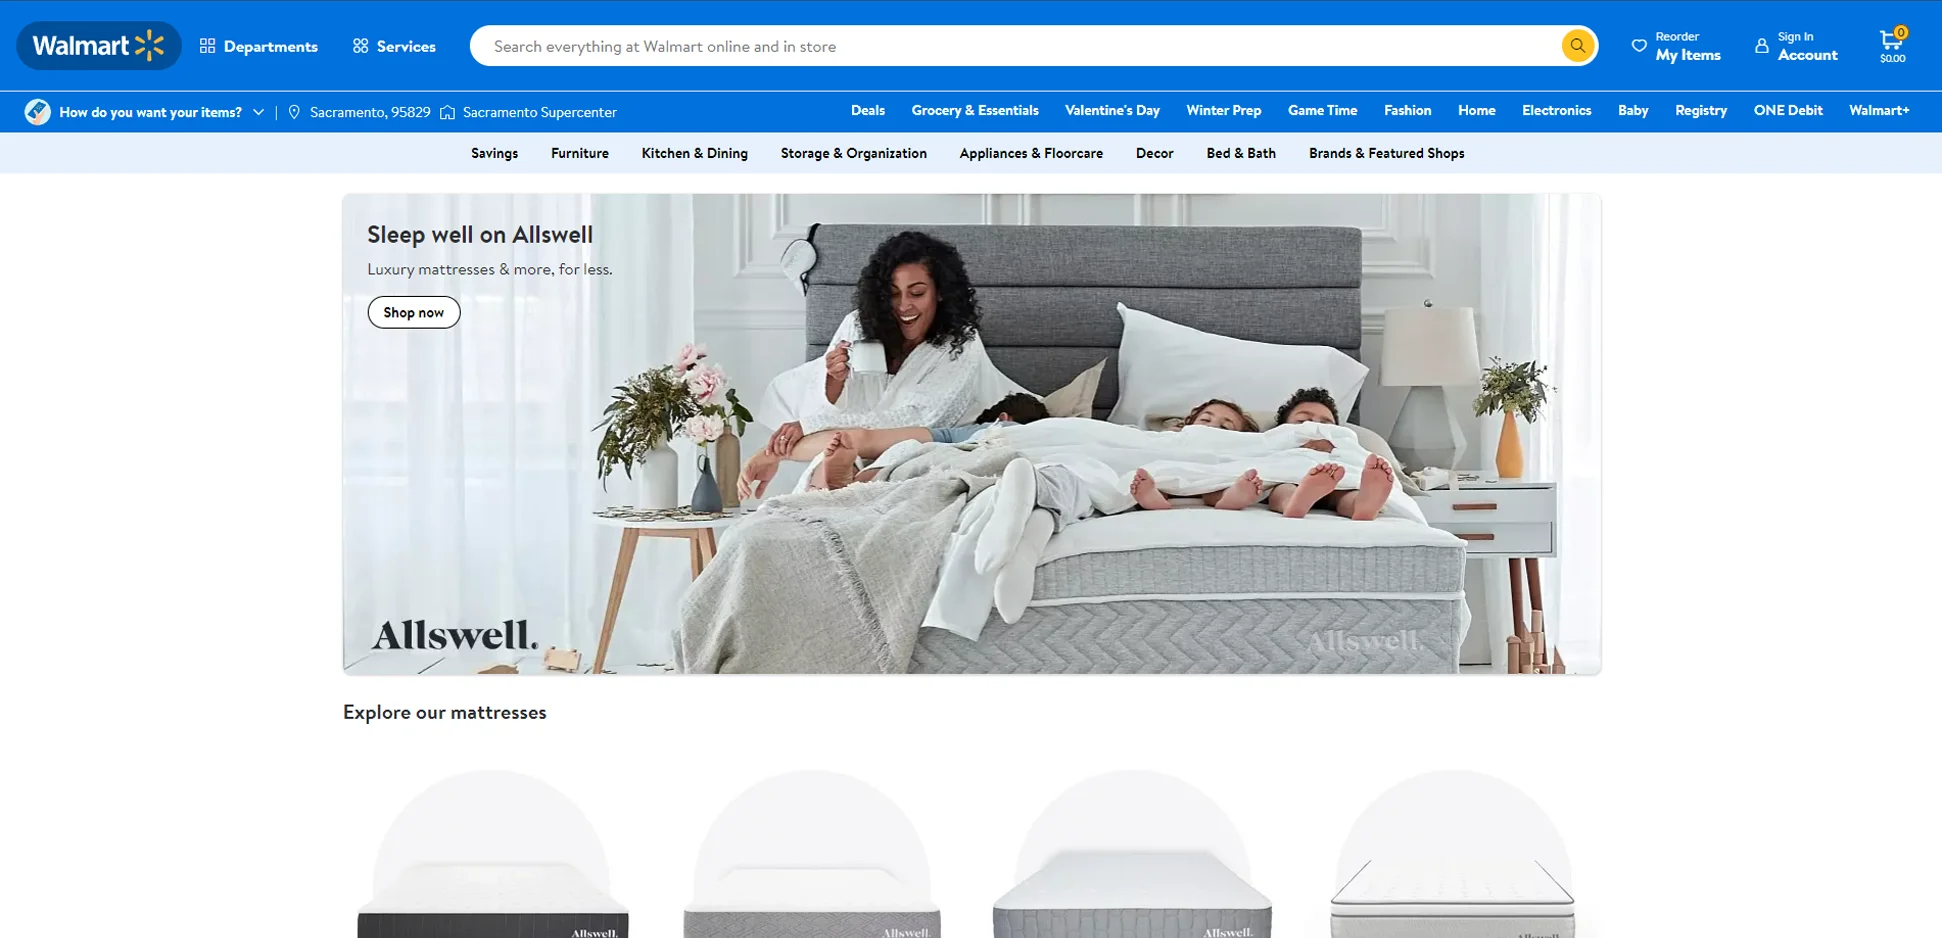 Walmart
Departments
Services
Search everything at Walmart online and in store
Reorder
My Items
Sign In
Account
0
$0.00
How do you want your items?
Sacramento, 95829
Sacramento Supercenter
Deals
Grocery & Essentials
Valentine's Day
Winter Prep
Game Time
Fashion
Home
Electronics
Baby
Registry
ONE Debit
Walmart+
Savings
Furniture
Kitchen & Dining
Storage & Organization
Appliances & Floorcare
Decor
Bed & Bath
Brands & Featured Shops
Sleep well on Allswell
Luxury mattresses & more, for less.
Shop now
Allswell.
Allswell.
Explore our mattresses
Allswell.
Allswell.
Allswell.
Allswell